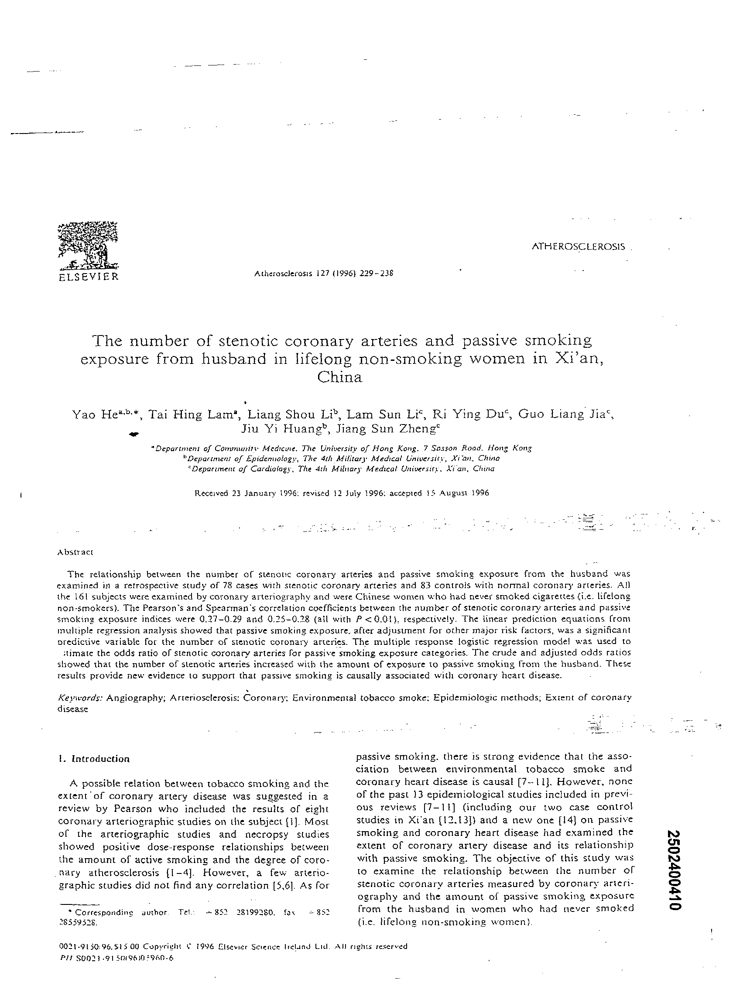 ATHEROSCLEROSIS
ELSEVIER
Atherosclerosis 127 (1996) 229–238
The number of stenotic coronary arteries and passive smoking
exposure from husband in lifelong non-smoking women in Xi'an,
China
Yao Heᵃ,ᵇ,*, Tai Hing Lamᵃ, Liang Shou Liᵇ, Lam Sun Liᶜ, Ri Ying Duᶜ, Guo Liang Jiaᶜ,
Jiu Yi Huangᵇ, Jiang Sun Zhengᶜ
ᵃDepartment of Community Medicine, The University of Hong Kong, 7 Sasson Road, Hong Kong
ᵇDepartment of Epidemiology, The 4th Military Medical University, Xi'an, China
ᶜDepartment of Cardiology, The 4th Military Medical University, Xi'an, China
Received 23 January 1996; revised 12 July 1996; accepted 15 August 1996
Abstract
The relationship between the number of stenotic coronary arteries and passive smoking exposure from the husband was
examined in a retrospective study of 78 cases with stenotic coronary arteries and 83 controls with normal coronary arteries. All
the 161 subjects were examined by coronary arteriography and were Chinese women who had never smoked cigarettes (i.e. lifelong
non-smokers). The Pearson's and Spearman's correlation coefficients between the number of stenotic coronary arteries and passive
smoking exposure indices were 0.27–0.29 and 0.25–0.28 (all with P < 0.01), respectively. The linear prediction equations from
multiple regression analysis showed that passive smoking exposure, after adjustment for other major risk factors, was a significant
predictive variable for the number of stenotic coronary arteries. The multiple response logistic regression model was used to
timate the odds ratio of stenotic coronary arteries for passive smoking exposure categories. The crude and adjusted odds ratios
showed that the number of stenotic arteries increased with the amount of exposure to passive smoking from the husband. These
results provide new evidence to support that passive smoking is causally associated with coronary heart disease.
Keywords: Angiography; Arteriosclerosis; Coronary; Environmental tobacco smoke; Epidemiologic methods; Extent of coronary
disease
1. Introduction
A possible relation between tobacco smoking and the
extent of coronary artery disease was suggested in a
review by Pearson who included the results of eight
coronary arteriographic studies on the subject [1]. Most
of the arteriographic studies and necropsy studies
showed positive dose-response relationships between
the amount of active smoking and the degree of coro-
nary atherosclerosis [1–4]. However, a few arterio-
graphic studies did not find any correlation [5,6]. As for
* Corresponding author. Tel.: + 852 28199280, fax + 852
28559528.
passive smoking, there is strong evidence that the asso-
ciation between environmental tobacco smoke and
coronary heart disease is causal [7–11]. However, none
of the past 13 epidemiological studies included in previ-
ous reviews [7–11] (including our two case control
studies in Xi'an [12,13]) and a new one [14] on passive
smoking and coronary heart disease had examined the
extent of coronary artery disease and its relationship
with passive smoking. The objective of this study was
to examine the relationship between the number of
stenotic coronary arteries measured by coronary arteri-
ography and the amount of passive smoking exposure
from the husband in women who had never smoked
(i.e. lifelong non-smoking women).
0021-9150/96/$15.00 Copyright © 1996 Elsevier Science Ireland Ltd. All rights reserved
PII S0021-9150(96)05960-6
2502400410